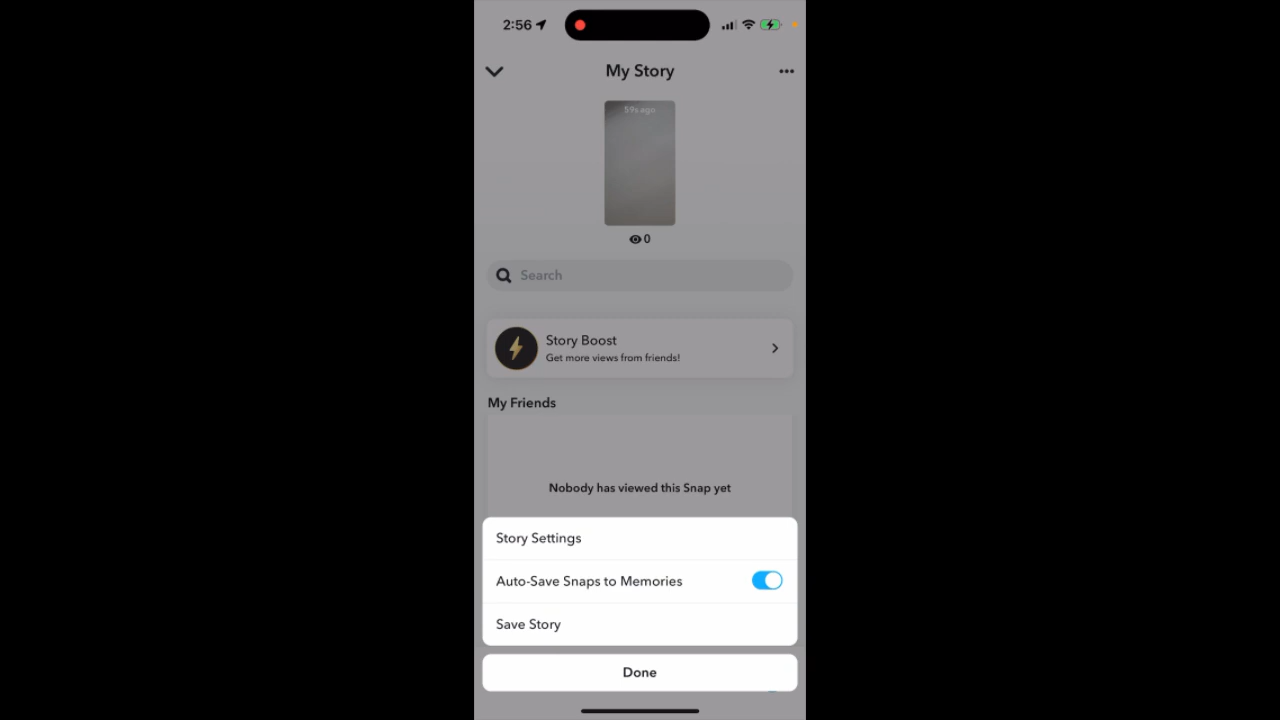 2:56
My Story
59s ago
0
Search
Story Boost
Get more views from friends!
My Friends
Nobody has viewed this Snap yet
Story Settings
Auto-Save Snaps to Memories
Save Story
Done